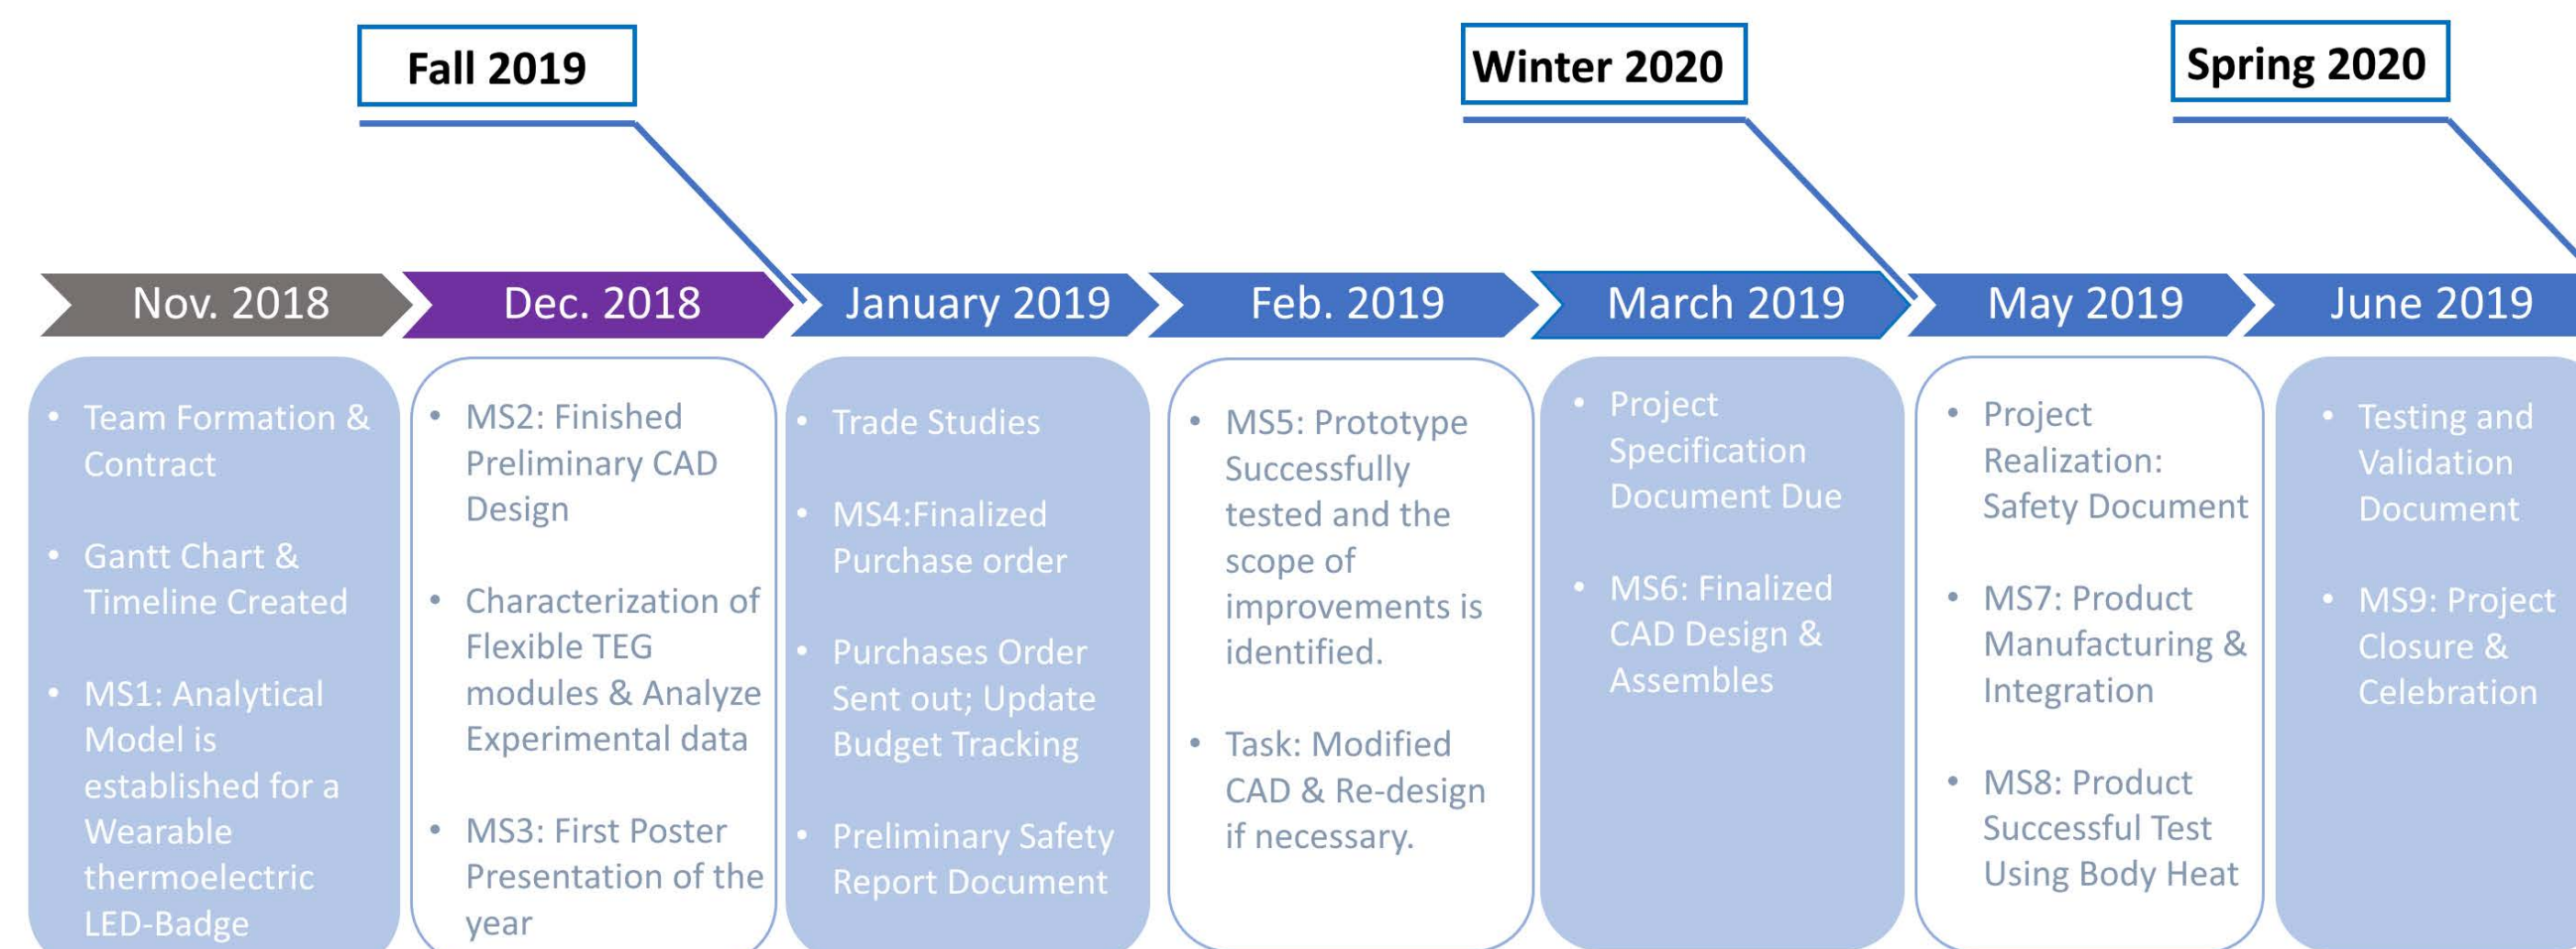 Fall 2019
Winter 2020
Spring 2020
Nov. 2018
Dec. 2018
January 2019
Feb. 2019
March 2019
May 2019
June 2019
• Team Formation &
Contract
• Gantt Chart &
Timeline Created
• MS1: Analytical
Model is
established for a
Wearable
thermoelectric
LED-Badge
• MS2: Finished
Preliminary CAD
Design
• Characterization of
Flexible TEG
modules & Analyze
Experimental data
• MS3: First Poster
Presentation of the
year
• Trade Studies
• MS4:Finalized
Purchase order
• Purchases Order
Sent out; Update
Budget Tracking
• Preliminary Safety
Report Document
• MS5: Prototype
Successfully
tested and the
scope of
improvements is
identified.
• Task: Modified
CAD & Re-design
if necessary.
• Project
Specification
Document Due
• MS6: Finalized
CAD Design &
Assembles
• Project
Realization:
Safety Document
• MS7: Product
Manufacturing &
Integration
• MS8: Product
Successful Test
Using Body Heat
• Testing and
Validation
Document
• MS9: Project
Closure &
Celebration